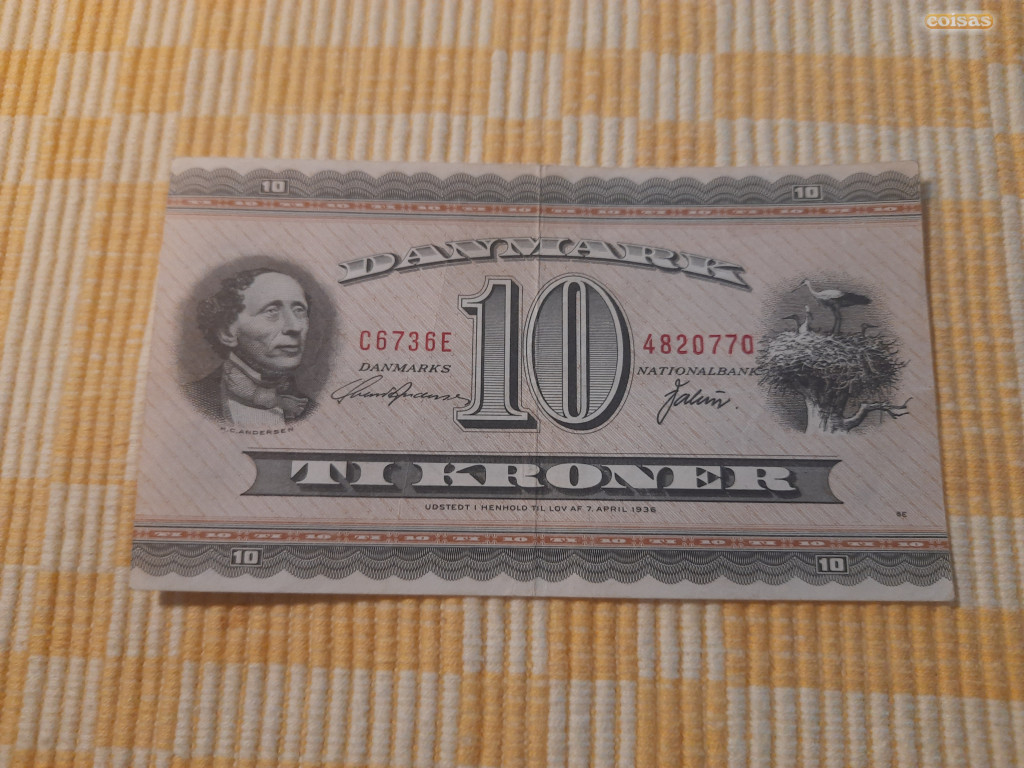 coisas
10 10
DANMARK
10
C6736E 4820770
DANMARKS NATIONALBANK
H.C. ANDERSEN
TI KRONER
UDSTEDT I HENHOLD TIL LOV AF 7. APRIL 1936
10 10